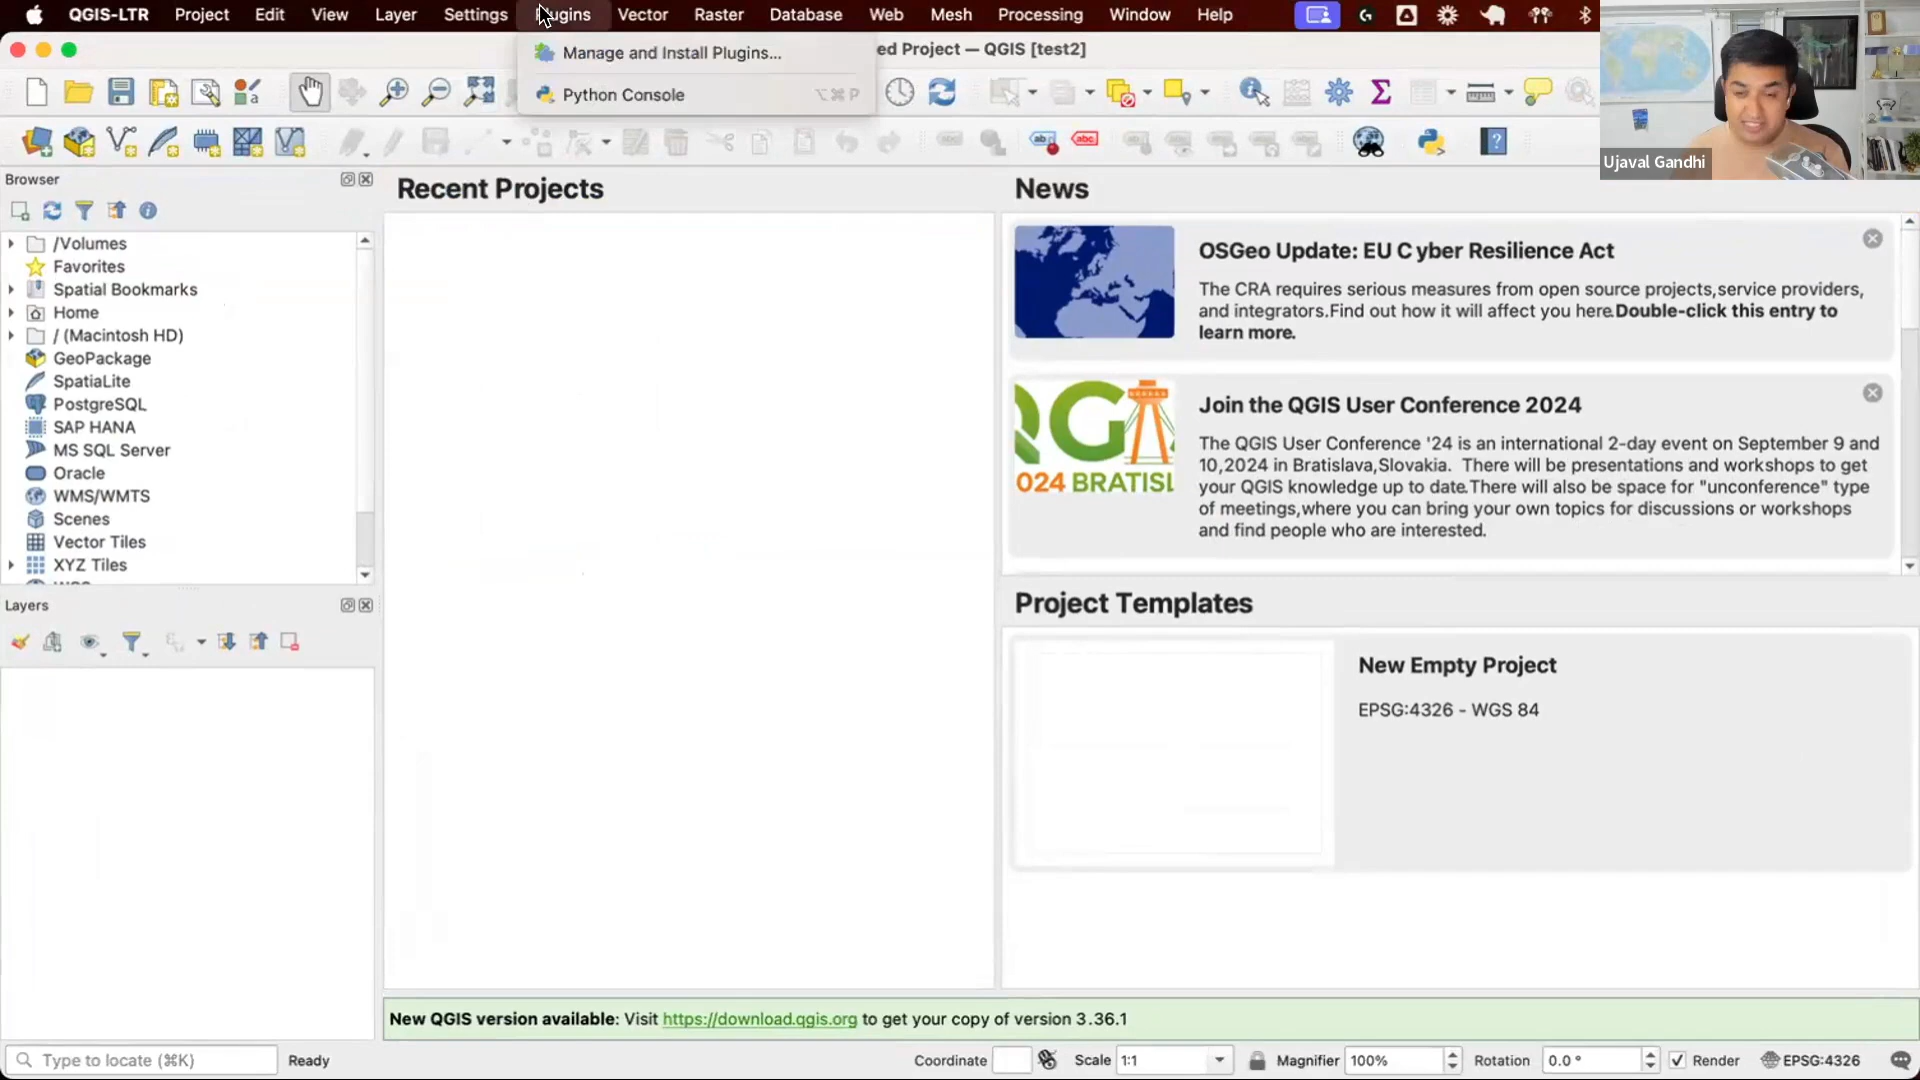 QGIS-LTR Project Edit View Layer Settings Plugins Vector Raster Database Web Mesh Processing Window Help
Manage and Install Plugins...
Python Console ⌥⌘P
ed Project — QGIS [test2]
Ujaval Gandhi
Browser
/Volumes
Favorites
Spatial Bookmarks
Home
/ (Macintosh HD)
GeoPackage
SpatiaLite
PostgreSQL
SAP HANA
MS SQL Server
Oracle
WMS/WMTS
Scenes
Vector Tiles
XYZ Tiles
Layers
Recent Projects
News
OSGeo Update: EU Cyber Resilience Act
The CRA requires serious measures from open source projects,service providers,
and integrators.Find out how it will affect you here.Double-click this entry to
learn more.
QG
024 BRATISL
Join the QGIS User Conference 2024
The QGIS User Conference '24 is an international 2-day event on September 9 and
10,2024 in Bratislava,Slovakia. There will be presentations and workshops to get
your QGIS knowledge up to date.There will also be space for "unconference" type
of meetings,where you can bring your own topics for discussions or workshops
and find people who are interested.
Project Templates
New Empty Project
EPSG:4326 - WGS 84
New QGIS version available: Visit https://download.qgis.org to get your copy of version 3.36.1
Type to locate (⌘K) Ready Coordinate Scale 1:1 Magnifier 100% Rotation 0.0 ° Render EPSG:4326